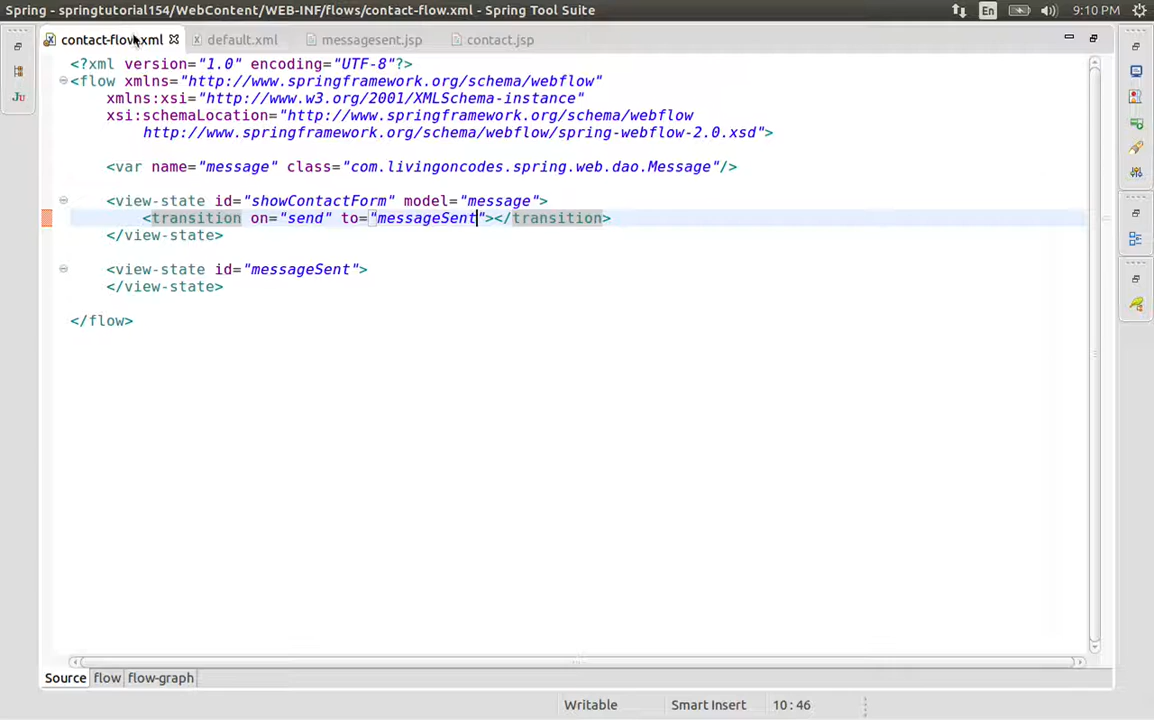 Spring - springtutorial154/WebContent/WEB-INF/flows/contact-flow.xml - Spring Tool Suite
En
9:10 PM
contact-flow.xml
default.xml
messagesent.jsp
contact.jsp
Ju
<?xml version="1.0" encoding="UTF-8"?>
<flow xmlns="http://www.springframework.org/schema/webflow"
xmlns:xsi="http://www.w3.org/2001/XMLSchema-instance"
xsi:schemaLocation="http://www.springframework.org/schema/webflow
http://www.springframework.org/schema/webflow/spring-webflow-2.0.xsd">
<var name="message" class="com.livingoncodes.spring.web.dao.Message"/>
<view-state id="showContactForm" model="message">
<transition on="send" to="messageSent"></transition>
</view-state>
<view-state id="messageSent">
</view-state>
</flow>
Source
flow
flow-graph
Writable
Smart Insert
10 : 46